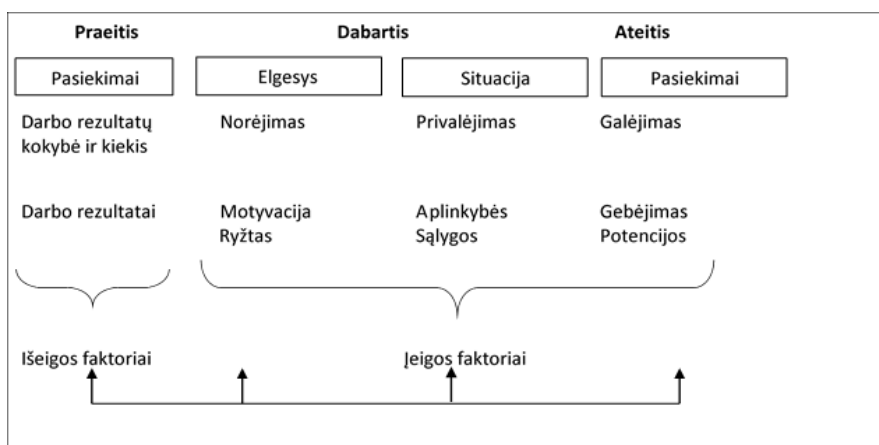 Praeitis Dabartis Ateitis
Pasiekimai Elgesys Situacija Pasiekimai
Darbo rezultatų Norėjimas Privalėjimas Galėjimas
kokybė ir kiekis
Darbo rezultatai Motyvacija Aplinkybės Gebėjimas
Ryžtas Sąlygos Potencijos
Išeigos faktoriai Įeigos faktoriai